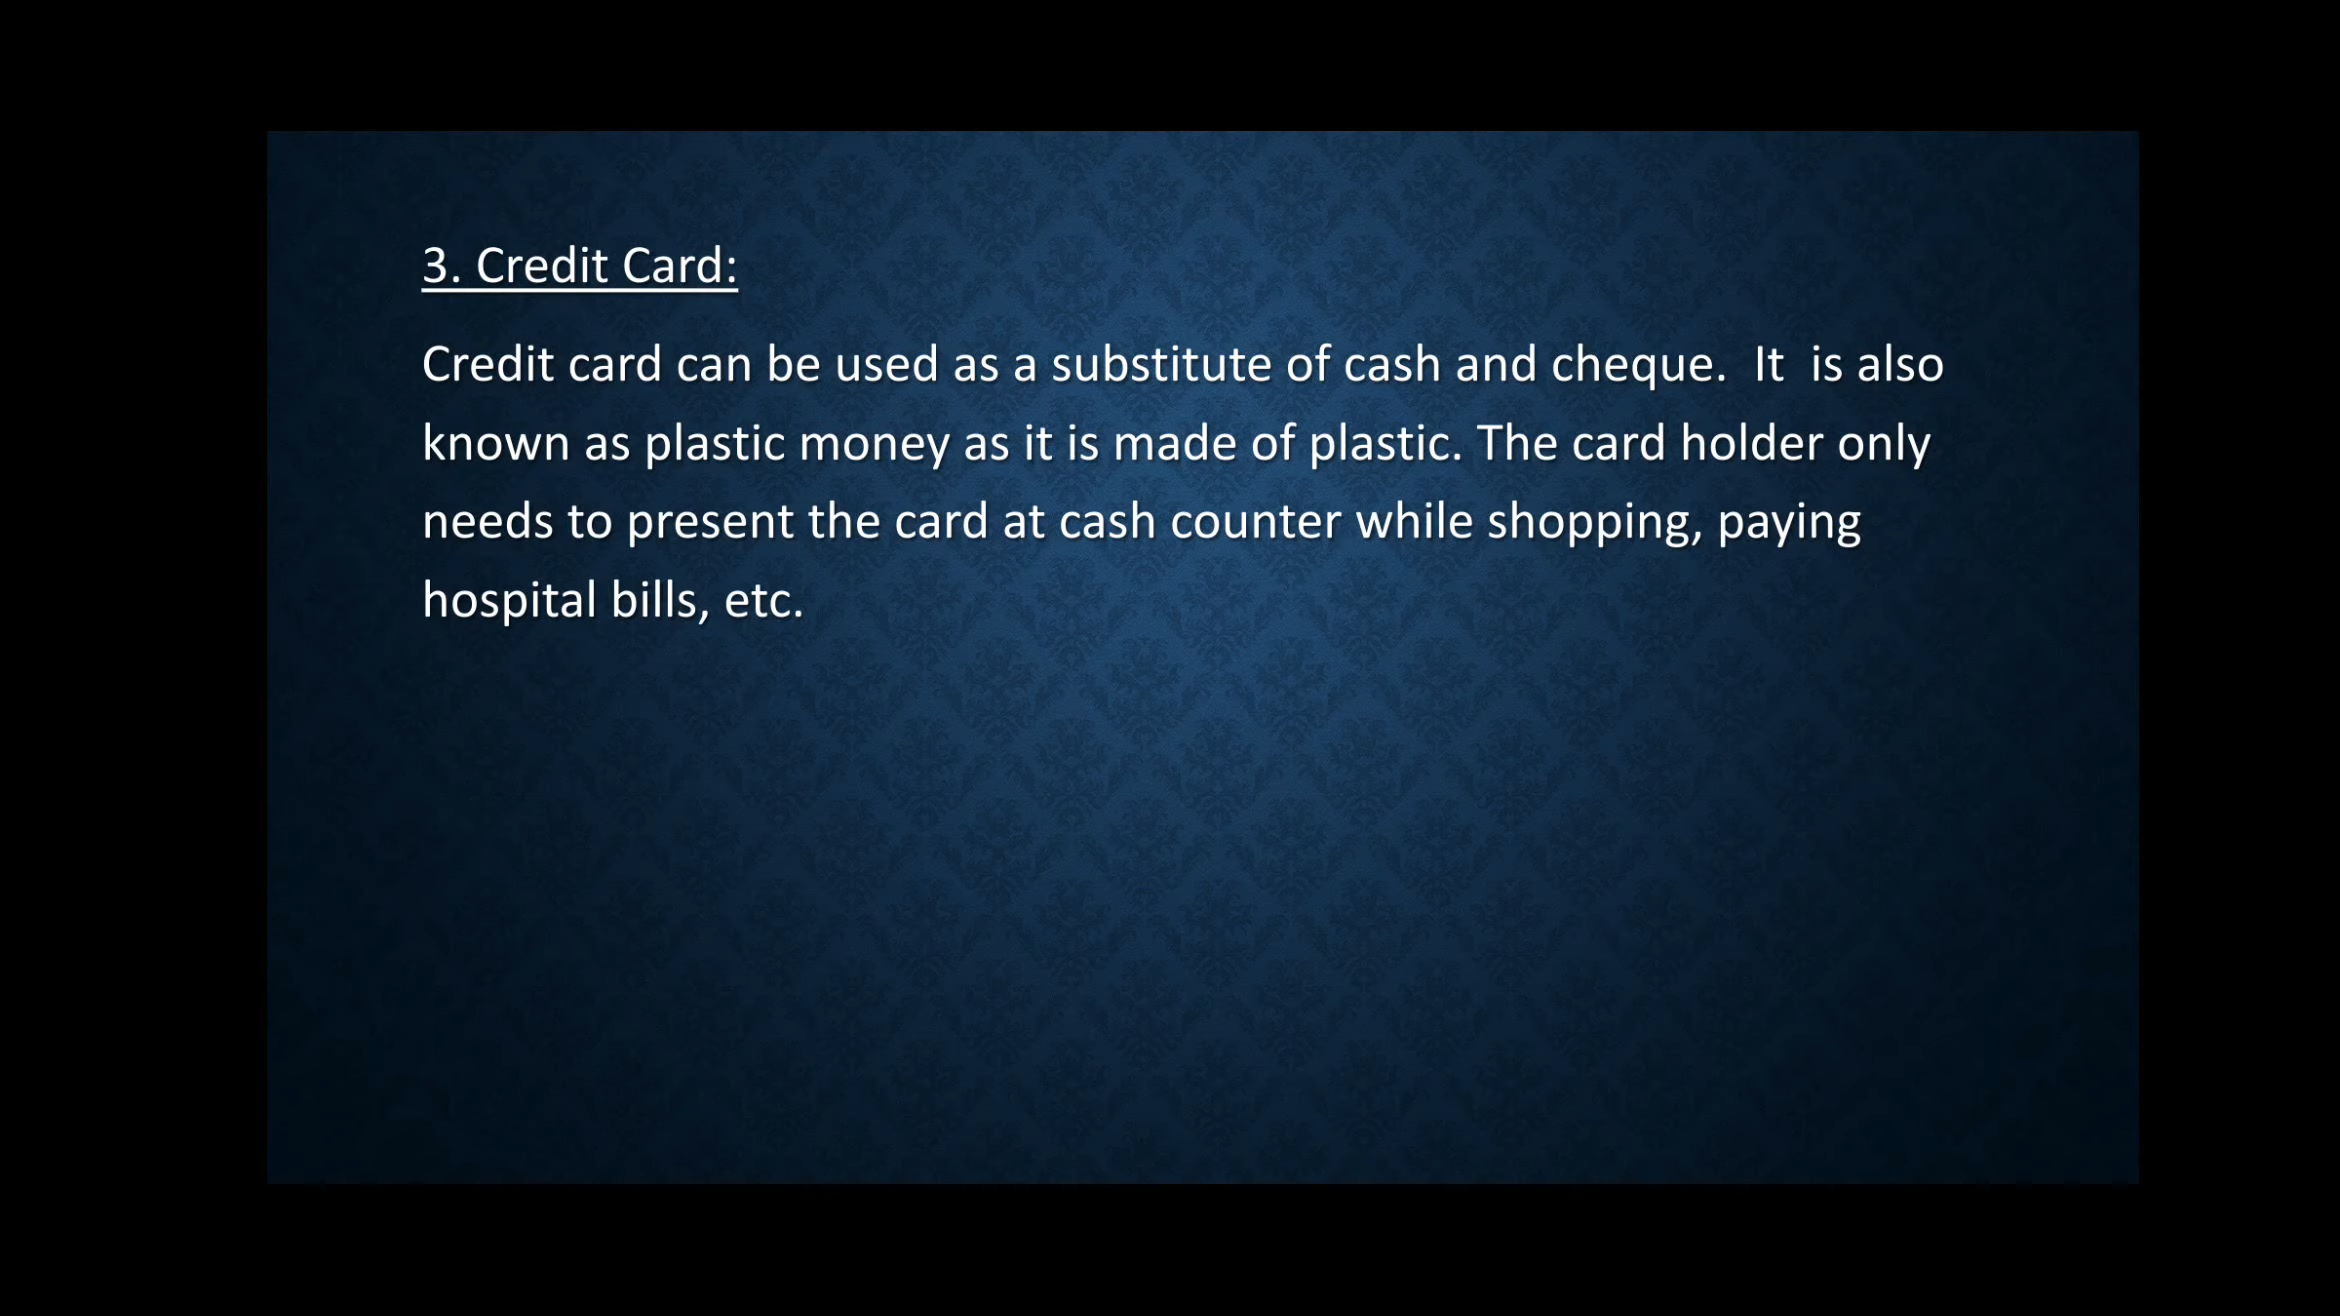 3. Credit Card:
Credit card can be used as a substitute of cash and cheque.  It  is also
known as plastic money as it is made of plastic. The card holder only
needs to present the card at cash counter while shopping, paying
hospital bills, etc.